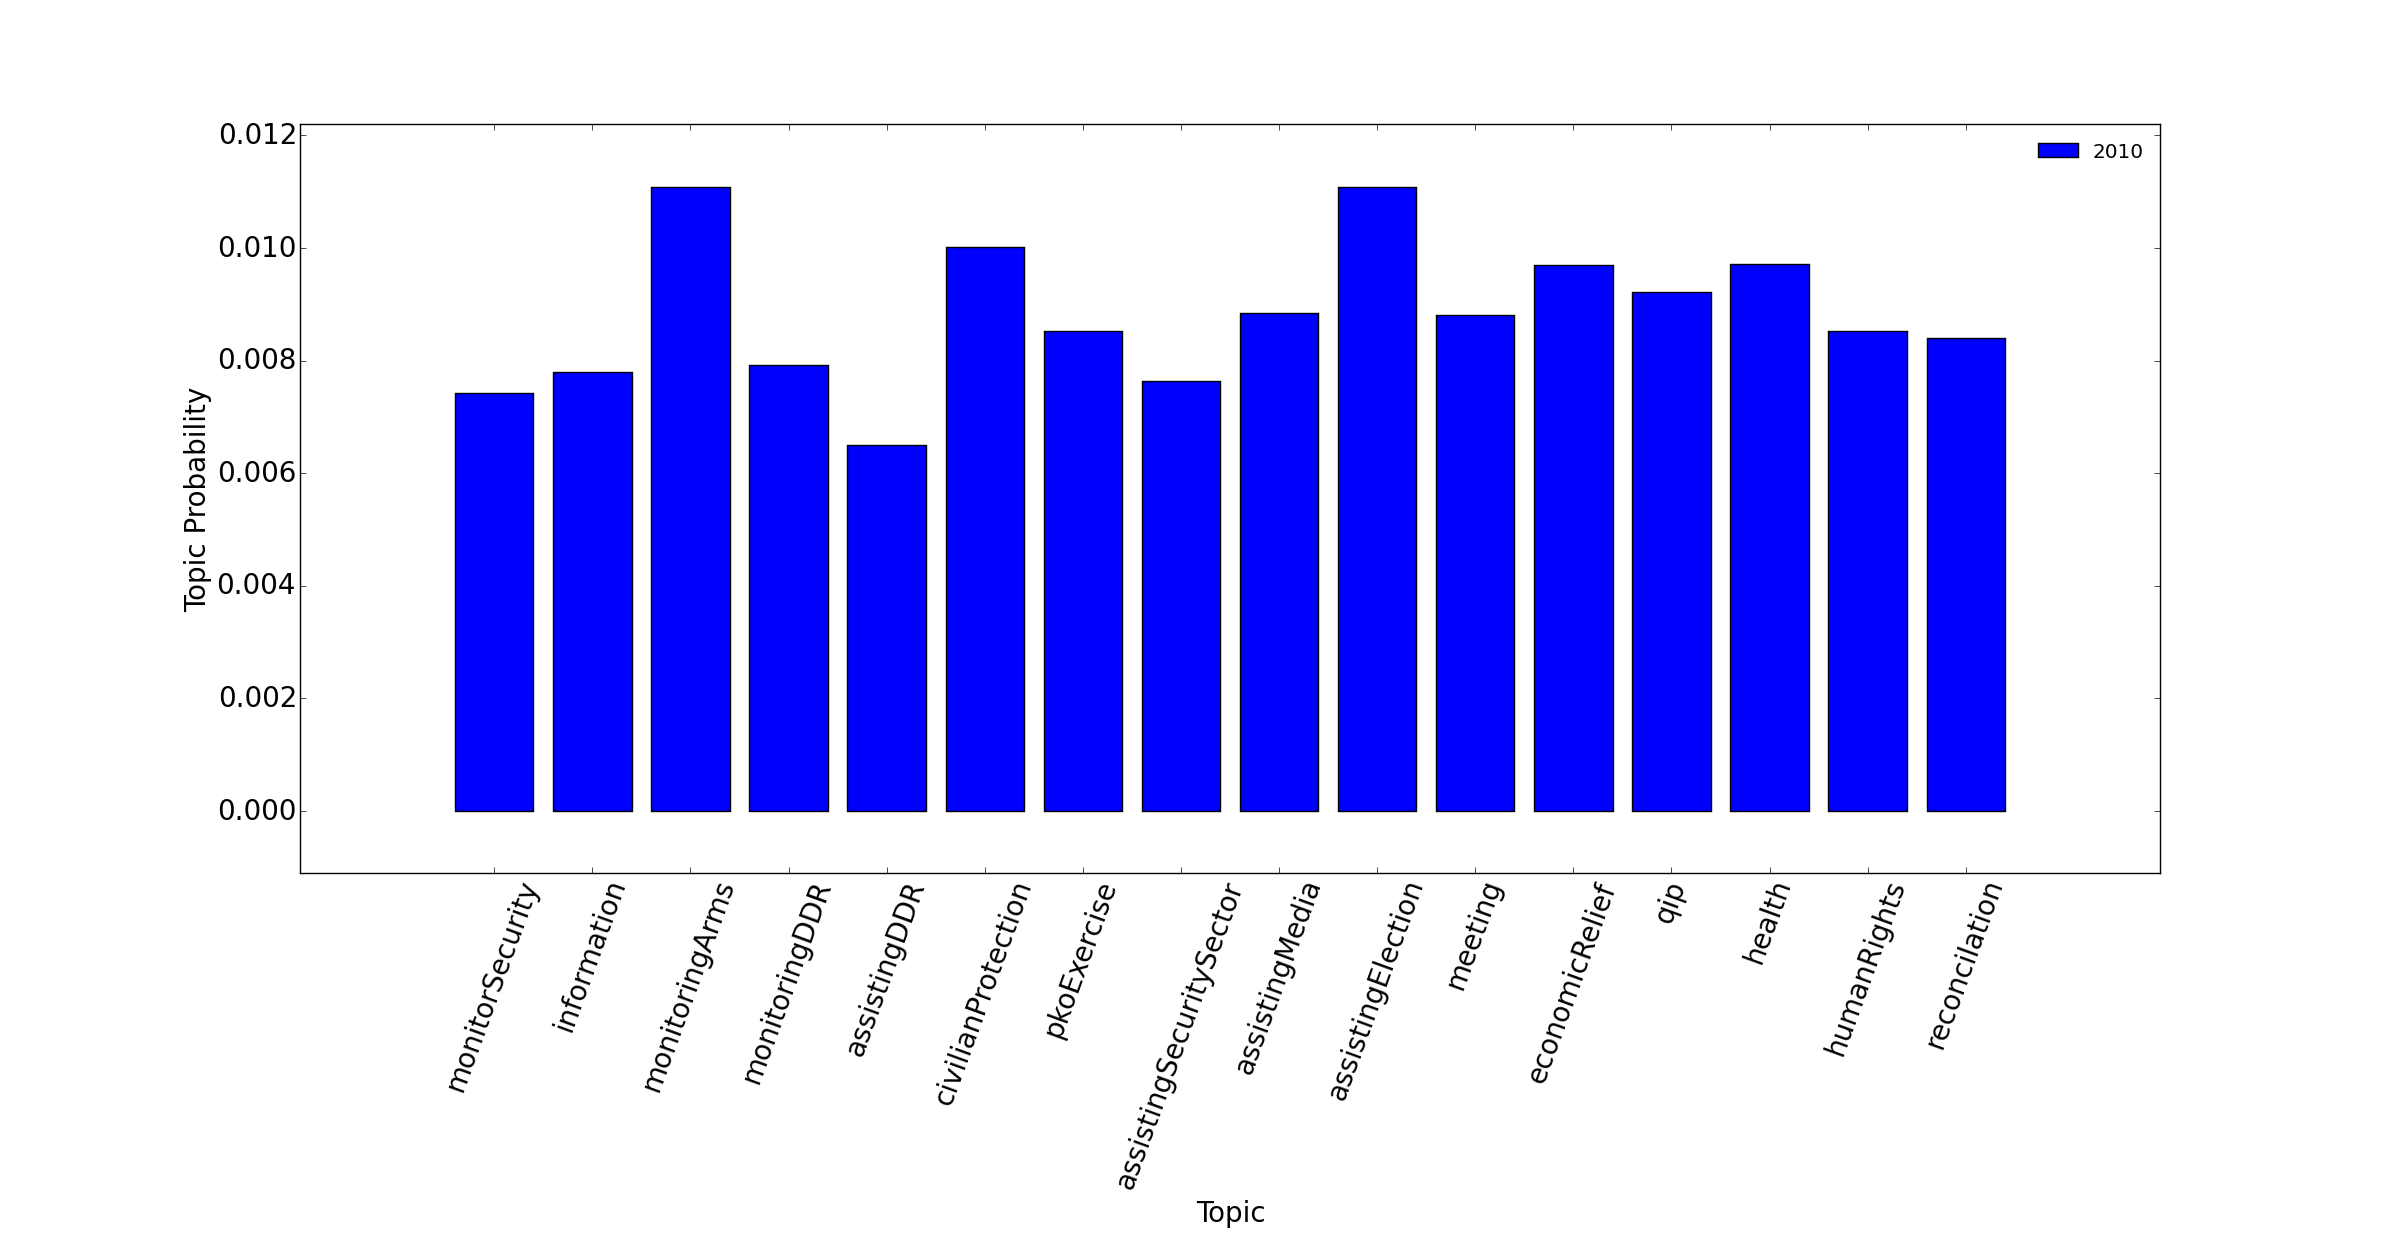 0.012
0.010
0.008
0.006
0.004
0.002
0.000
Topic Probability
2010
monitorSecurity
information
monitoringArms
monitoringDDR
assistingDDR
civilianProtection
pkoExercise
assistingSecuritySector
assistingMedia
assistingElection
meeting
economicRelief
qip
health
humanRights
reconcilation
Topic